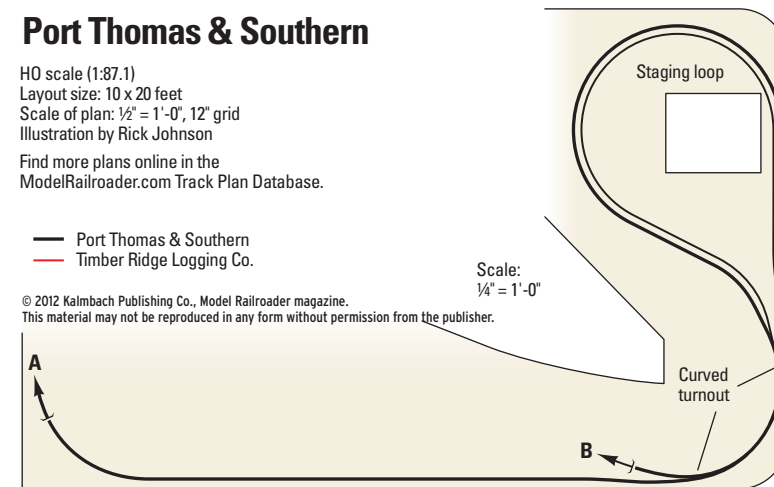 Port Thomas & Southern
HO scale (1:87.1)
Layout size: 10 x 20 feet
Scale of plan: ½" = 1'-0", 12" grid
Illustration by Rick Johnson
Find more plans online in the
ModelRailroader.com Track Plan Database.
Port Thomas & Southern
Timber Ridge Logging Co.
© 2012 Kalmbach Publishing Co., Model Railroader magazine.
This material may not be reproduced in any form without permission from the publisher.
Staging loop
Scale:
¼" = 1'-0"
A
Curved
turnout
B